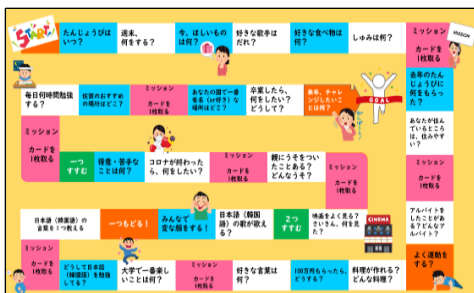 START
たんじょうびは
いつ？
週末、
何をする？
今、ほしいもの
は何？
好きな歌手は
だれ？
好きな食べ物は
何？
しゅみは何？
ミッション
カードを
1枚取る
MISSION
去年のたん
じょうびに
何をもらっ
た？
あなたが住ん
でいるところ
は、住みやす
い？
アルバイトを
したことが
ある？どんなア
ルバイト？
よく運動を
する？
料理が作れる？
どんな料理？
100万円もらったら、
どうする？
好きな言葉は
何？
ミッション
カードを
1枚取る
大学で一番楽し
いことは何？
どうして日本語
（韓国語）を勉強
してる？
ミッション
カードを
1枚取る
日本語（韓国語）の
言葉を１つ教える
一つもどる！
みんなで
変な顔をする！
日本語（韓国
語）の歌が歌え
る？
２つ
すすむ
映画をよく見る？
さいきん、何を見
た？
CINEMA
ミッション
カードを
1枚取る
親にうそをついた
ことある？
どんなうそ？
ミッション
カードを
1枚取る
コロナが終わった
ら、何をしたい？
得意・苦手な
ことは何？
一つ
すすむ
ミッション
カードを
1枚取る
毎日何時間勉強
する？
のおすすめ
の場所はどこ？
ミッション
カードを
1枚取る
あなたの国で一番
有名（or好き）な
場所はどこ？
卒業したら、
何をしたい？
どうして？
チャレ
ンジしたいこ
とは何？
GOAL